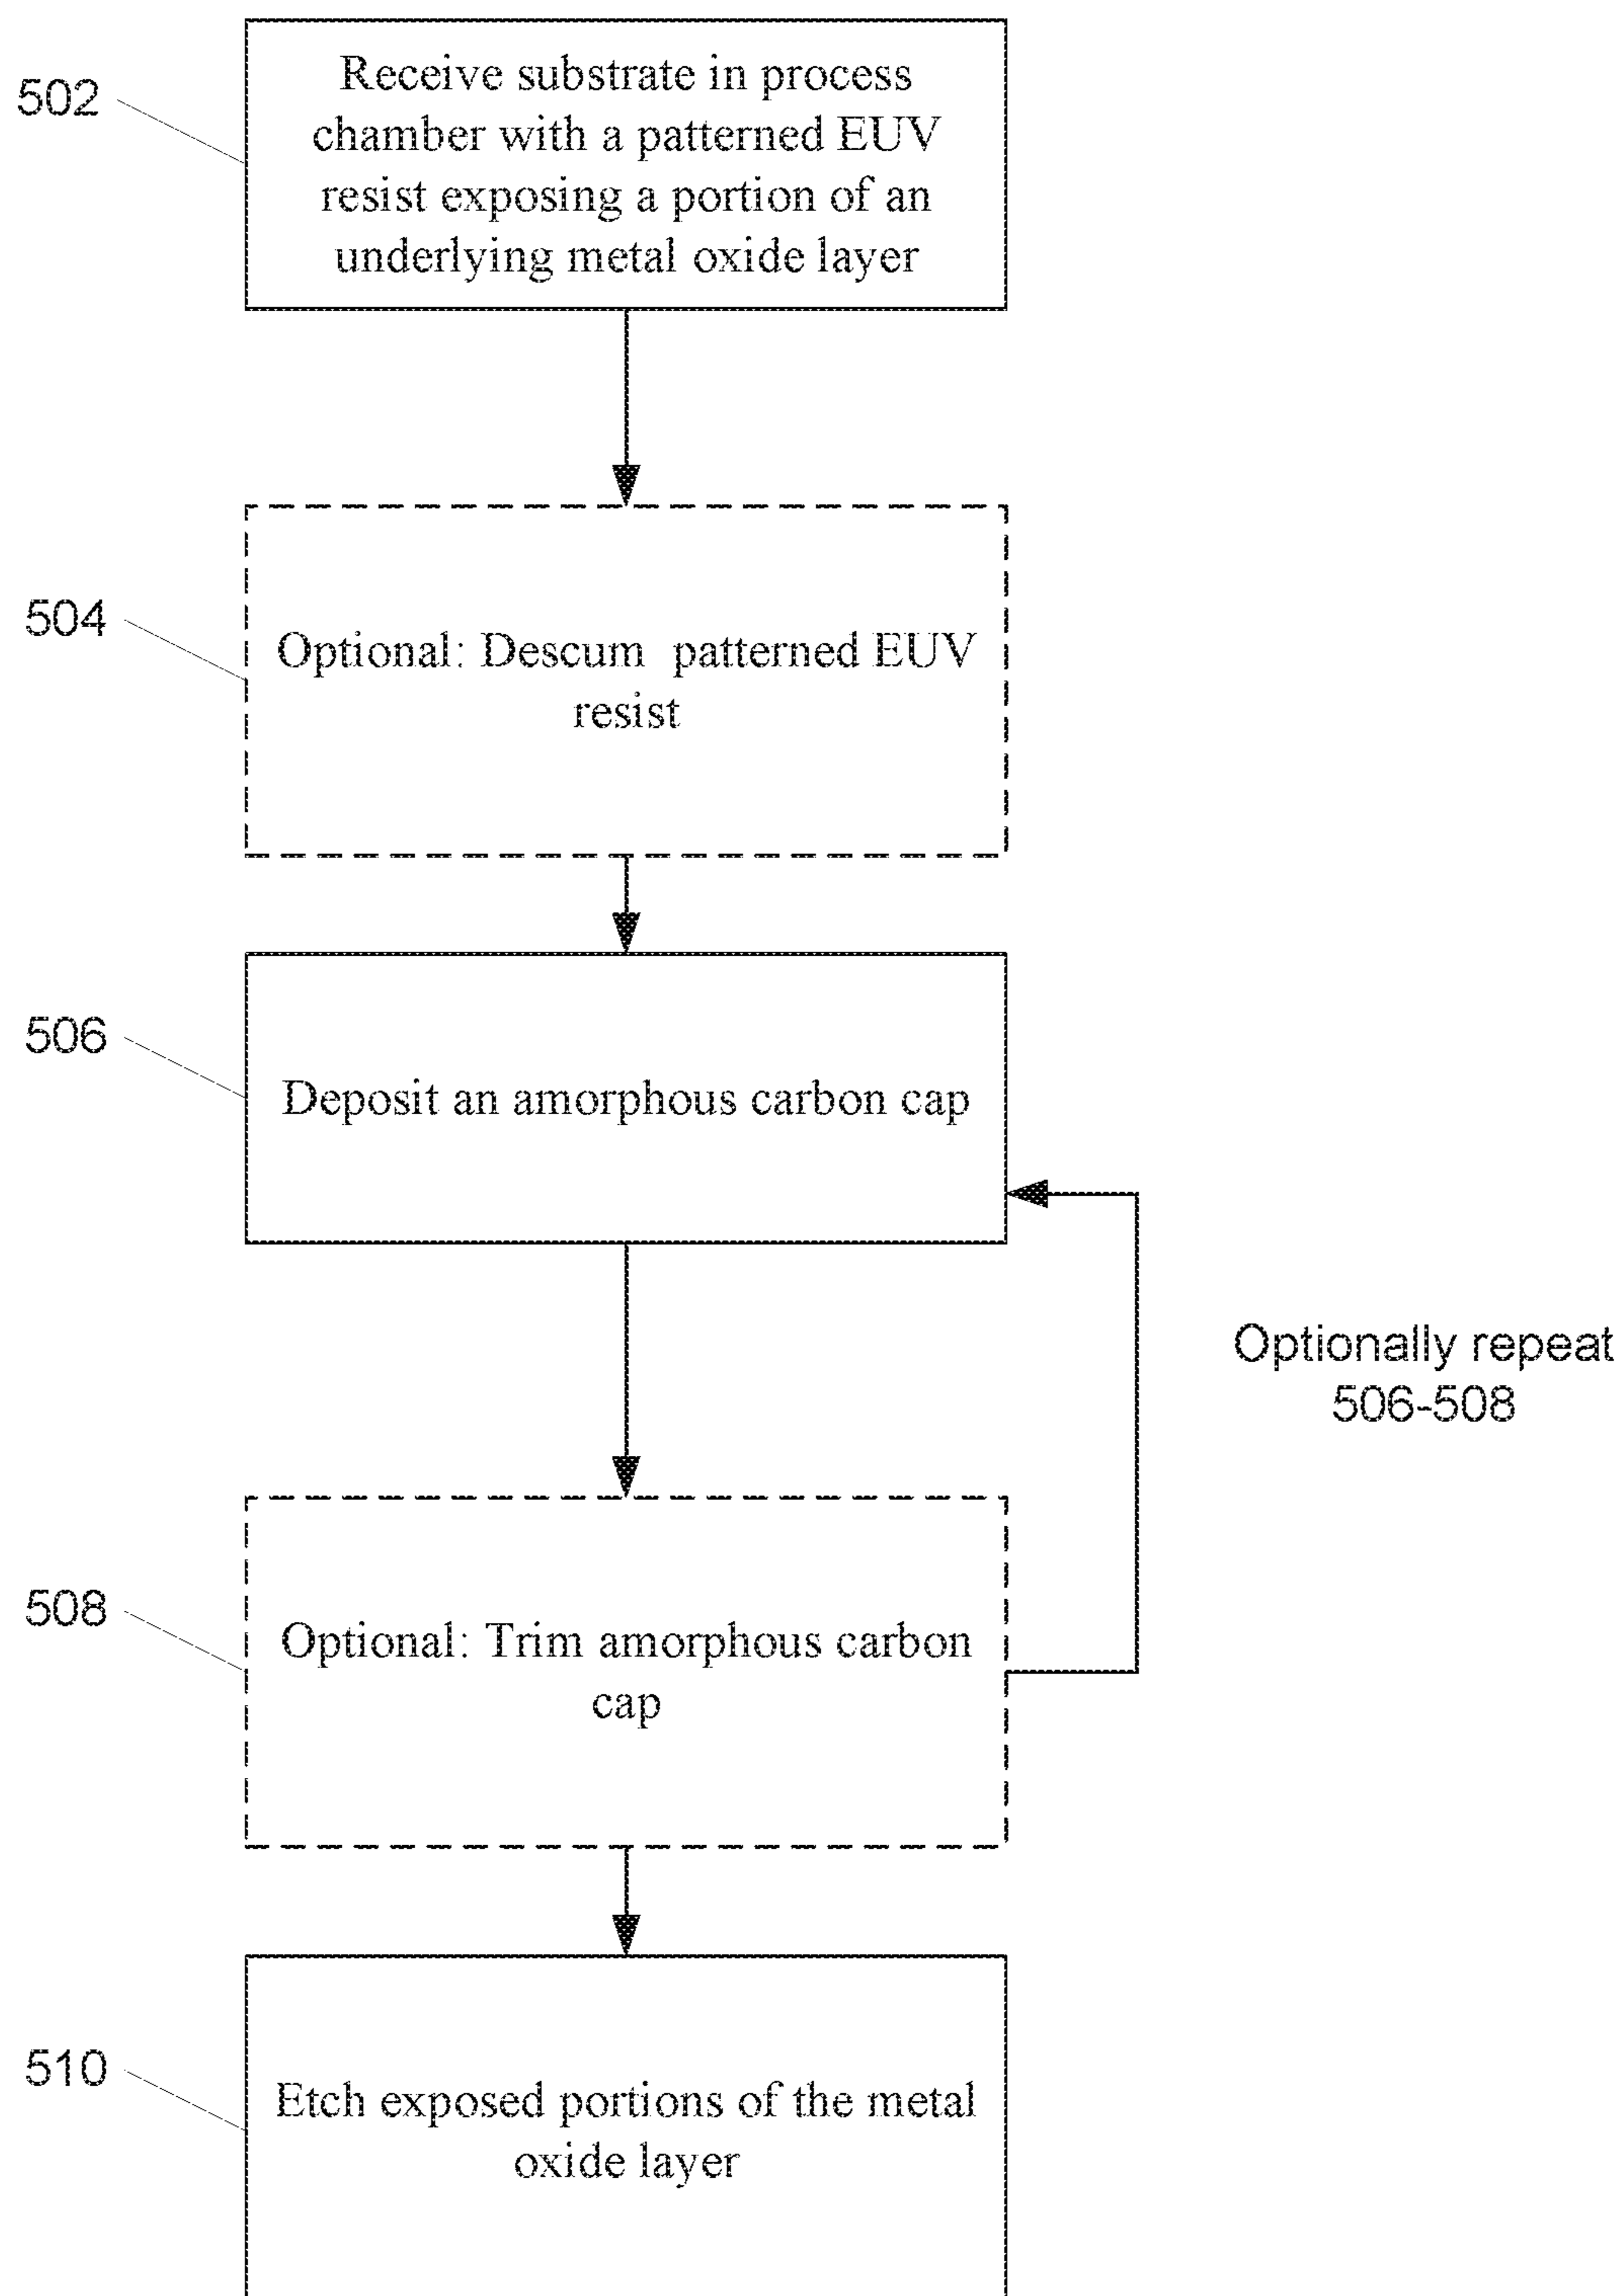 502
Receive substrate in process
chamber with a patterned EUV
resist exposing a portion of an
underlying metal oxide layer
504
Optional: Descum patterned EUV
resist
506
Deposit an amorphous carbon cap
Optionally repeat
506-508
508
Optional: Trim amorphous carbon
cap
510
Etch exposed portions of the metal
oxide layer